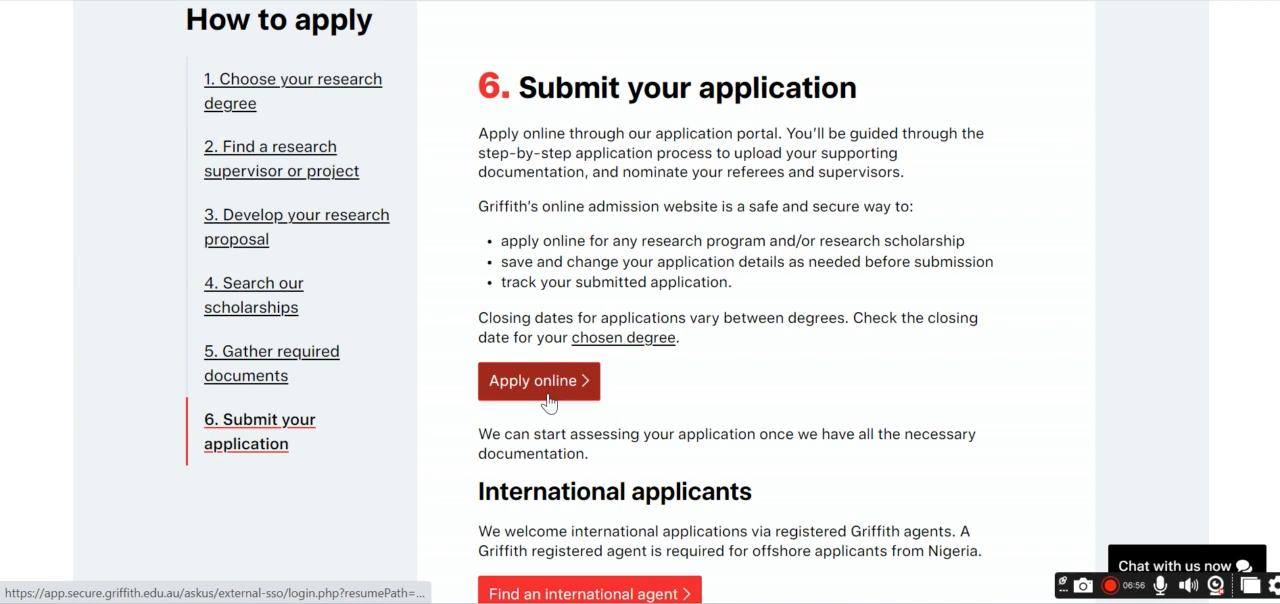 How to apply
1. Choose your research
degree
2. Find a research
supervisor or project
3. Develop your research
proposal
4. Search our
scholarships
5. Gather required
documents
6. Submit your
application
6. Submit your application
Apply online through our application portal. You’ll be guided through the
step-by-step application process to upload your supporting
documentation, and nominate your referees and supervisors.
Griffith’s online admission website is a safe and secure way to:
• apply online for any research program and/or research scholarship
• save and change your application details as needed before submission
• track your submitted application.
Closing dates for applications vary between degrees. Check the closing
date for your chosen degree.
Apply online >
We can start assessing your application once we have all the necessary
documentation.
International applicants
We welcome international applications via registered Griffith agents. A
Griffith registered agent is required for offshore applicants from Nigeria.
Find an international agent >
Chat with us now
06:56
https://app.secure.griffith.edu.au/askus/external-sso/login.php?resumePath=...